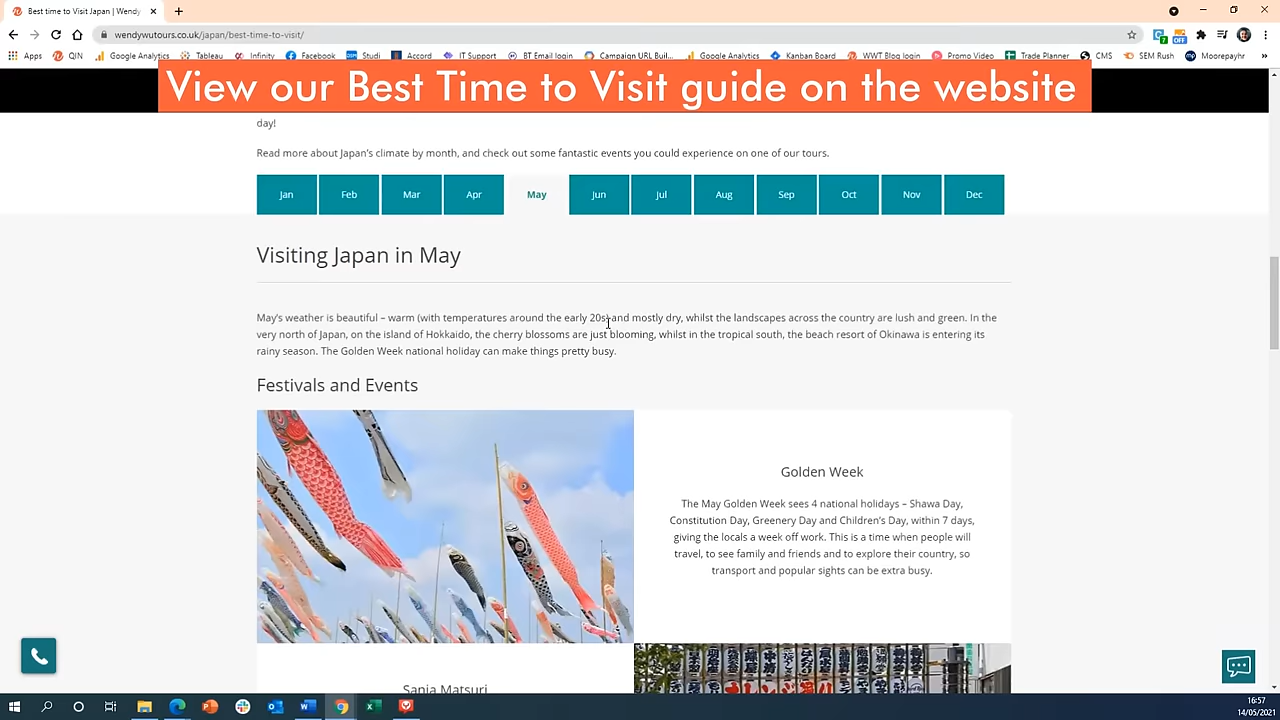 Best time to Visit Japan | Wendy
wendywutours.co.uk/japan/best-time-to-visit/
Apps QIN Google Analytics Tableau Infinity Facebook Studi Accord IT Support BT Email login Campaign URL Buil... Google Analytics Kanban Board WWT Blog login Promo Video Trade Planner CMS SEM Rush Moorepayhr »
View our Best Time to Visit guide on the website
day!
Read more about Japan's climate by month, and check out some fantastic events you could experience on one of our tours.
Jan Feb Mar Apr May Jun Jul Aug Sep Oct Nov Dec
Visiting Japan in May
May's weather is beautiful – warm (with temperatures around the early 20s) and mostly dry, whilst the landscapes across the country are lush and green. In the
very north of Japan, on the island of Hokkaido, the cherry blossoms are just blooming, whilst in the tropical south, the beach resort of Okinawa is entering its
rainy season. The Golden Week national holiday can make things pretty busy.
Festivals and Events
Golden Week
The May Golden Week sees 4 national holidays – Shawa Day,
Constitution Day, Greenery Day and Children's Day, within 7 days,
giving the locals a week off work. This is a time when people will
travel, to see family and friends and to explore their country, so
transport and popular sights can be extra busy.
Sanja Matsuri
16:57
14/05/2021